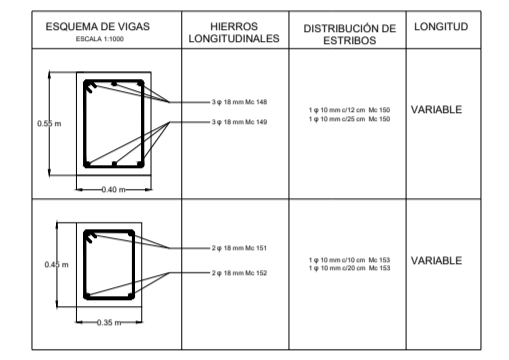 ESQUEMA DE VIGAS
ESCALA 1:1000
HIERROS
LONGITUDINALES
DISTRIBUCIÓN DE
ESTRIBOS
LONGITUD
0.55 m
0.40 m
3 φ 18 mm Mc 148
3 φ 18 mm Mc 149
1 φ 10 mm c/12 cm Mc 150
1 φ 10 mm c/25 cm Mc 150
VARIABLE
0.45 m
0.35 m
2 φ 18 mm Mc 151
2 φ 18 mm Mc 152
1 φ 10 mm c/10 cm Mc 153
1 φ 10 mm c/20 cm Mc 153
VARIABLE